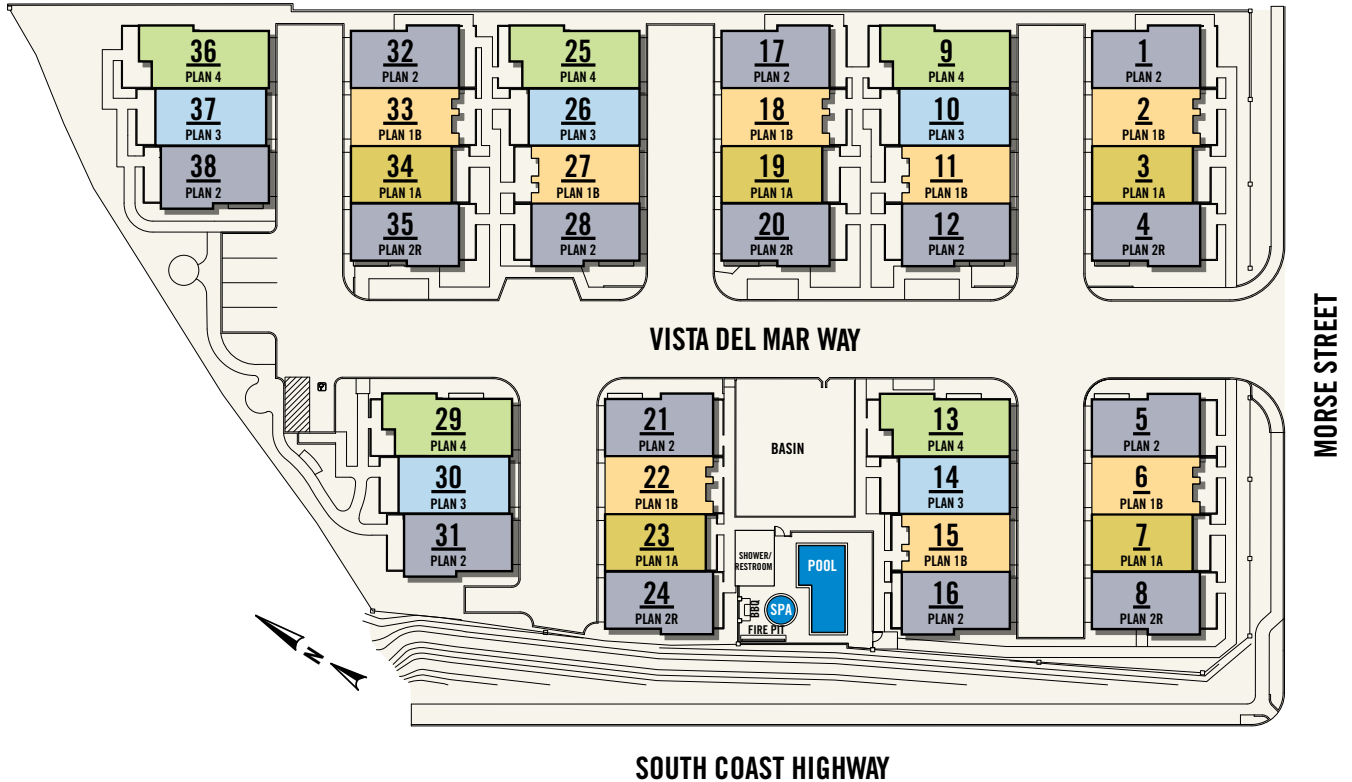 36
PLAN 4
37
PLAN 3
38
PLAN 2
32
PLAN 2
33
PLAN 1B
34
PLAN 1A
35
PLAN 2R
25
PLAN 4
26
PLAN 3
27
PLAN 1B
28
PLAN 2
17
PLAN 2
18
PLAN 1B
19
PLAN 1A
20
PLAN 2R
9
PLAN 4
10
PLAN 3
11
PLAN 1B
12
PLAN 2
1
PLAN 2
2
PLAN 1B
3
PLAN 1A
4
PLAN 2R
VISTA DEL MAR WAY
MORSE STREET
29
PLAN 4
30
PLAN 3
31
PLAN 2
21
PLAN 2
22
PLAN 1B
23
PLAN 1A
24
PLAN 2R
BASIN
SHOWER/
RESTROOM
POOL
SPA
BBQ
FIRE PIT
13
PLAN 4
14
PLAN 3
15
PLAN 1B
16
PLAN 2
5
PLAN 2
6
PLAN 1B
7
PLAN 1A
8
PLAN 2R
N
SOUTH COAST HIGHWAY